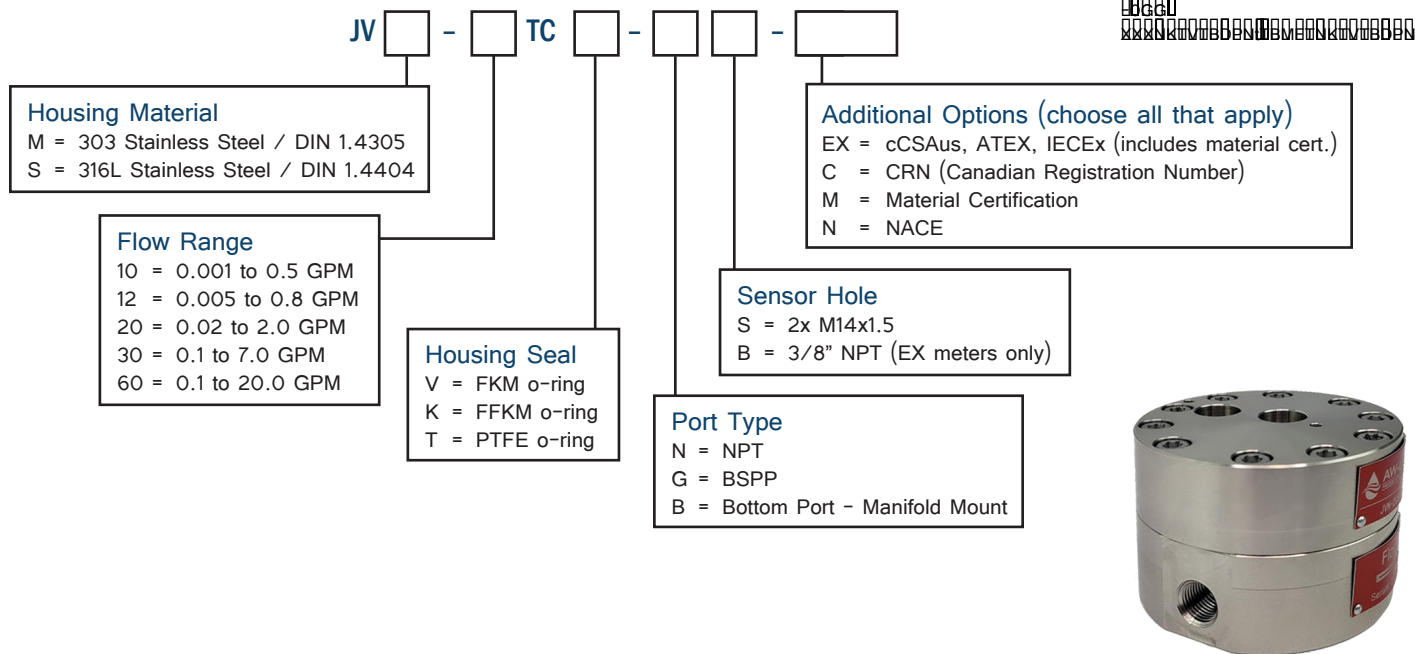 JV - TC - -
Housing Material
M = 303 Stainless Steel / DIN 1.4305
S = 316L Stainless Steel / DIN 1.4404
Flow Range
10 = 0.001 to 0.5 GPM
12 = 0.005 to 0.8 GPM
20 = 0.02 to 2.0 GPM
30 = 0.1 to 7.0 GPM
60 = 0.1 to 20.0 GPM
Housing Seal
V = FKM o-ring
K = FFKM o-ring
T = PTFE o-ring
Port Type
N = NPT
G = BSPP
B = Bottom Port - Manifold Mount
Sensor Hole
S = 2x M14x1.5
B = 3/8" NPT (EX meters only)
Additional Options (choose all that apply)
EX = cCSAus, ATEX, IECEx (includes material cert.)
C = CRN (Canadian Registration Number)
M = Material Certification
N = NACE